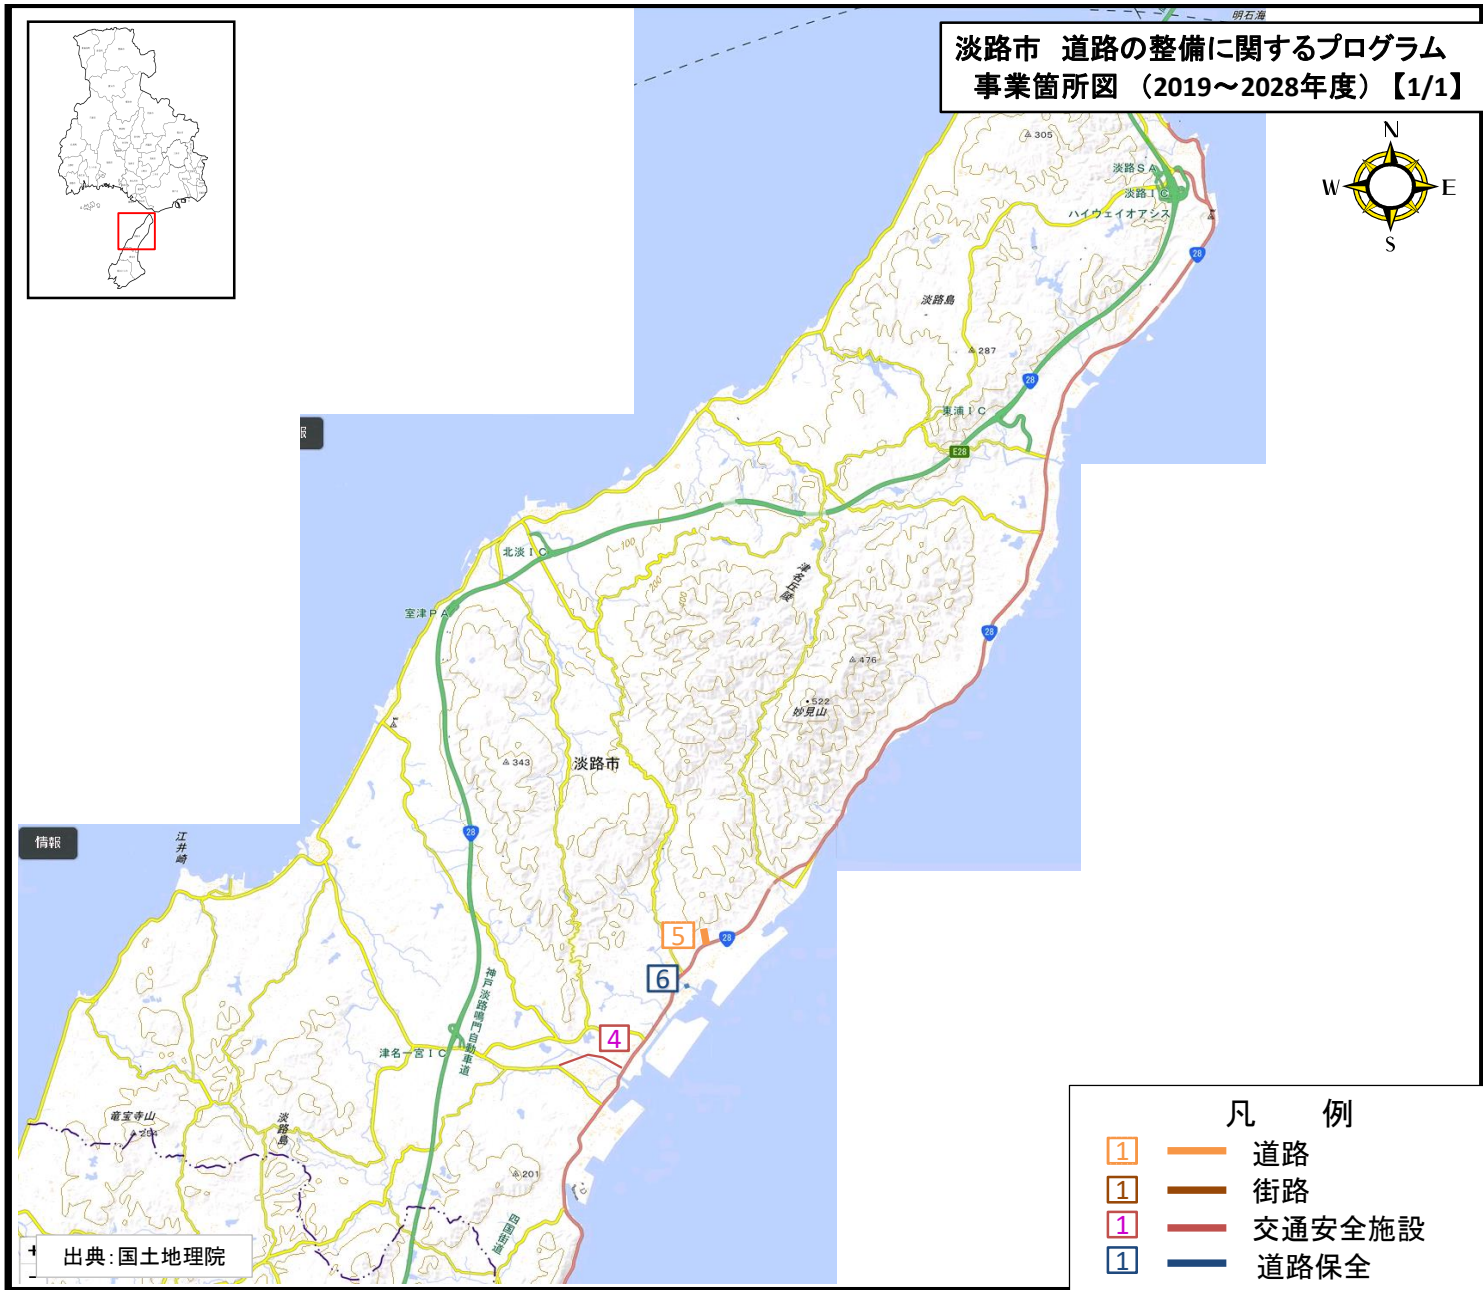 明石海
淡路市 道路の整備に関するプログラム
事業箇所図 （2019～2028年度）【1/1】
N
W E
S
305
淡路ＳＡ
淡路ＩＣ
ハイウェイオアシス
28
淡路島
287
28
東浦ＩＣ
E28
報
北淡ＩＣ
100
200
400
津名丘陵
室津ＰＡ
28
476
522
妙見山
343
淡路市
28
情報
江井崎
5
28
6
神戸淡路鳴門自動車道
4
津名一宮ＩＣ
竜宝寺山
264
淡路島
201
四国街道
+
出典：国土地理院
凡 例
1 道路
1 街路
1 交通安全施設
1 道路保全